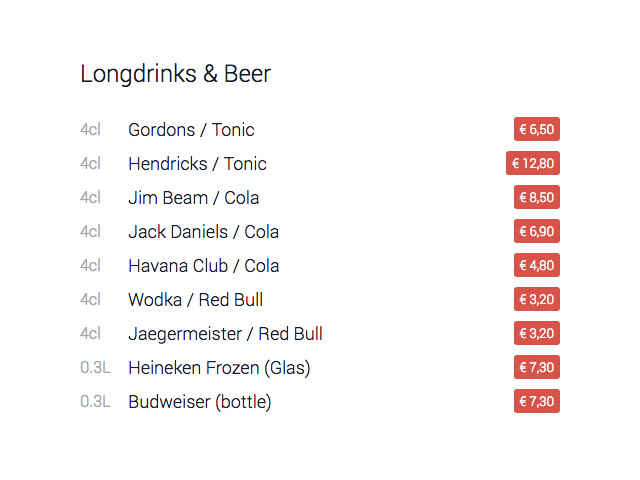 Longdrinks & Beer
4cl Gordons / Tonic € 6,50
4cl Hendricks / Tonic € 12,80
4cl Jim Beam / Cola € 8,50
4cl Jack Daniels / Cola € 6,90
4cl Havana Club / Cola € 4,80
4cl Wodka / Red Bull € 3,20
4cl Jaegermeister / Red Bull € 3,20
0.3L Heineken Frozen (Glas) € 7,30
0.3L Budweiser (bottle) € 7,30